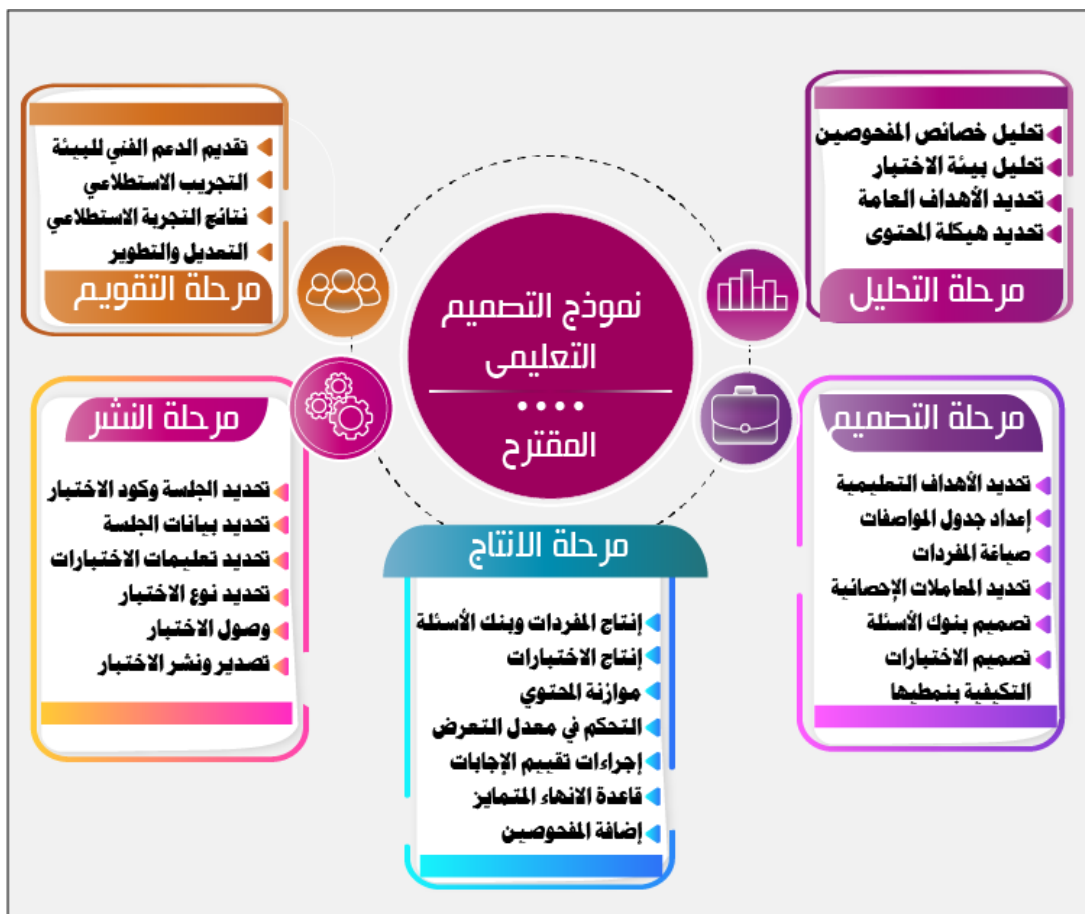 نموذج التصميم
التعليمى
المقترح
مرحلة التحليل
تحليل خصائص المفحوصين
تحليل بيئة الاختبار
تحديد الأهداف العامة
تحديد هيكلة المحتوى
مرحلة التصميم
تحديد الأهداف التعليمية
إعداد جدول المواصفات
صياغة المفردات
تحديد المعاملات الإحصائية
تصميم بنوك الأسئلة
تصميم الاختبارات
التكيفية بنمطيها
مرحلة الانتاج
إنتاج المفردات وبنك الأسئلة
إنتاج الاختبارات
موازنة المحتوي
التحكم في معدل التعرض
إجراءات تقييم الإجابات
قاعدة الانهاء المتمايز
إضافة المفحوصين
مرحلة النشر
تحديد الجلسة وكود الاختبار
تحديد بيانات الجلسة
تحديد تعليمات الاختبارات
تحديد نوع الاختبار
وصول الاختبار
تصدير ونشر الاختبار
تقديم الدعم الفني للبيئة
التجريب الاستطلاعي
نتائج التجربة الاستطلاعي
التعديل والتطوير
مرحلة التقويم